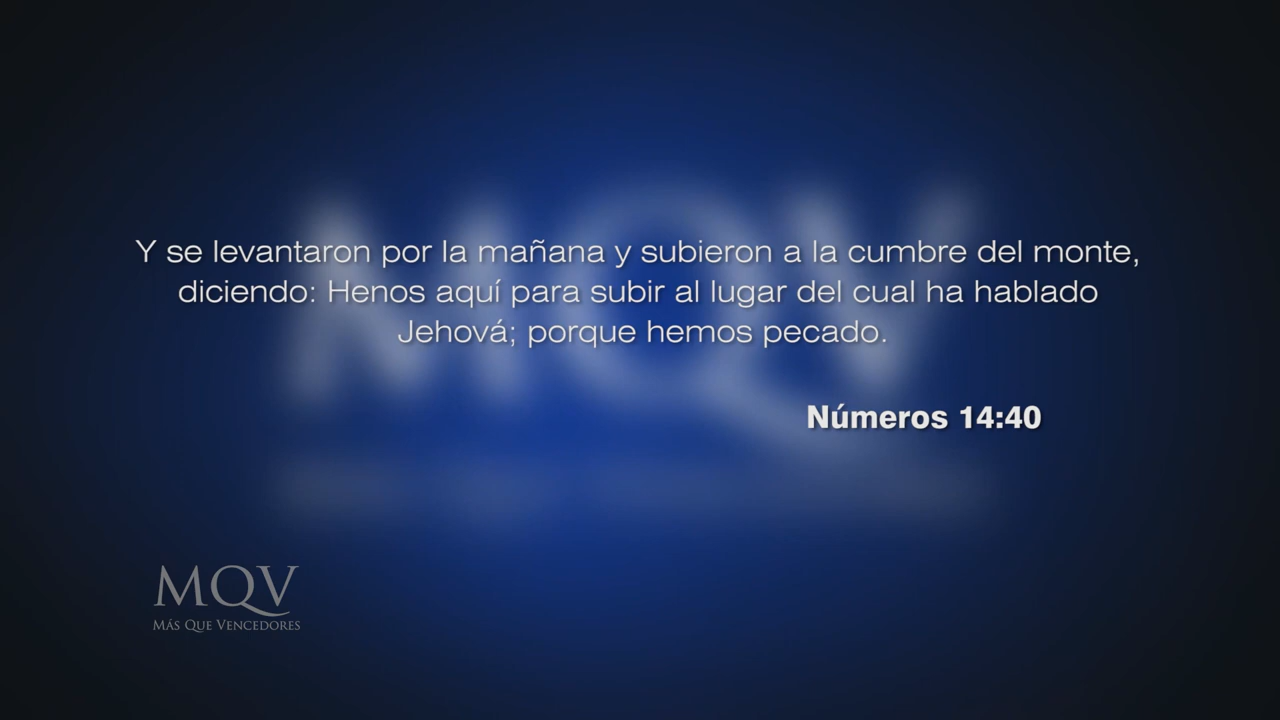 Y se levantaron por la mañana y subieron a la cumbre del monte,
diciendo: Henos aquí para subir al lugar del cual ha hablado
Jehová; porque hemos pecado.
Números 14:40
MQV
MÁS QUE VENCEDORES